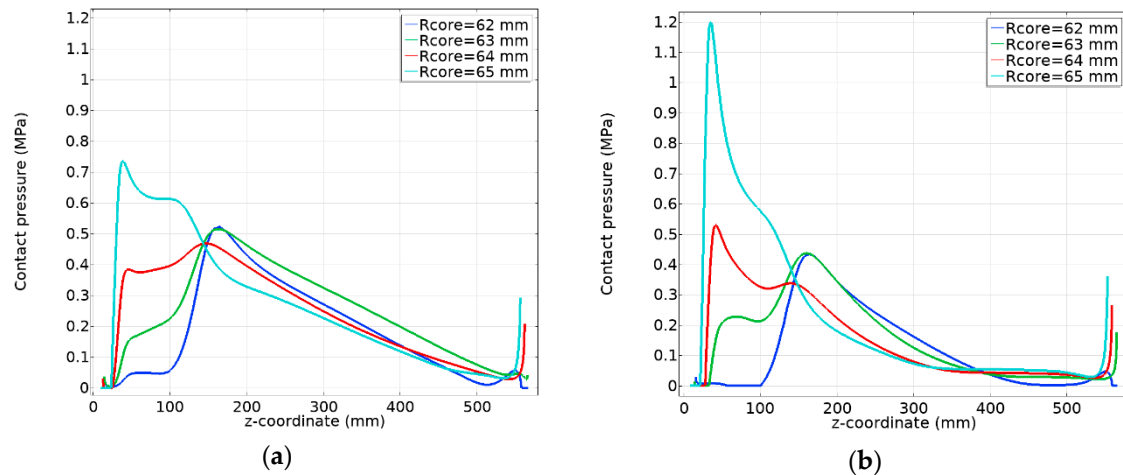 Contact pressure (MPa)
1.2
1.1
1
0.9
0.8
0.7
0.6
0.5
0.4
0.3
0.2
0.1
0
Rcore=62 mm
Rcore=63 mm
Rcore=64 mm
Rcore=65 mm
0 100 200 300 400 500
z-coordinate (mm)
(a)
Contact pressure (MPa)
1.2
1.1
1
0.9
0.8
0.7
0.6
0.5
0.4
0.3
0.2
0.1
0
Rcore=62 mm
Rcore=63 mm
Rcore=64 mm
Rcore=65 mm
0 100 200 300 400 500
z-coordinate (mm)
(b)